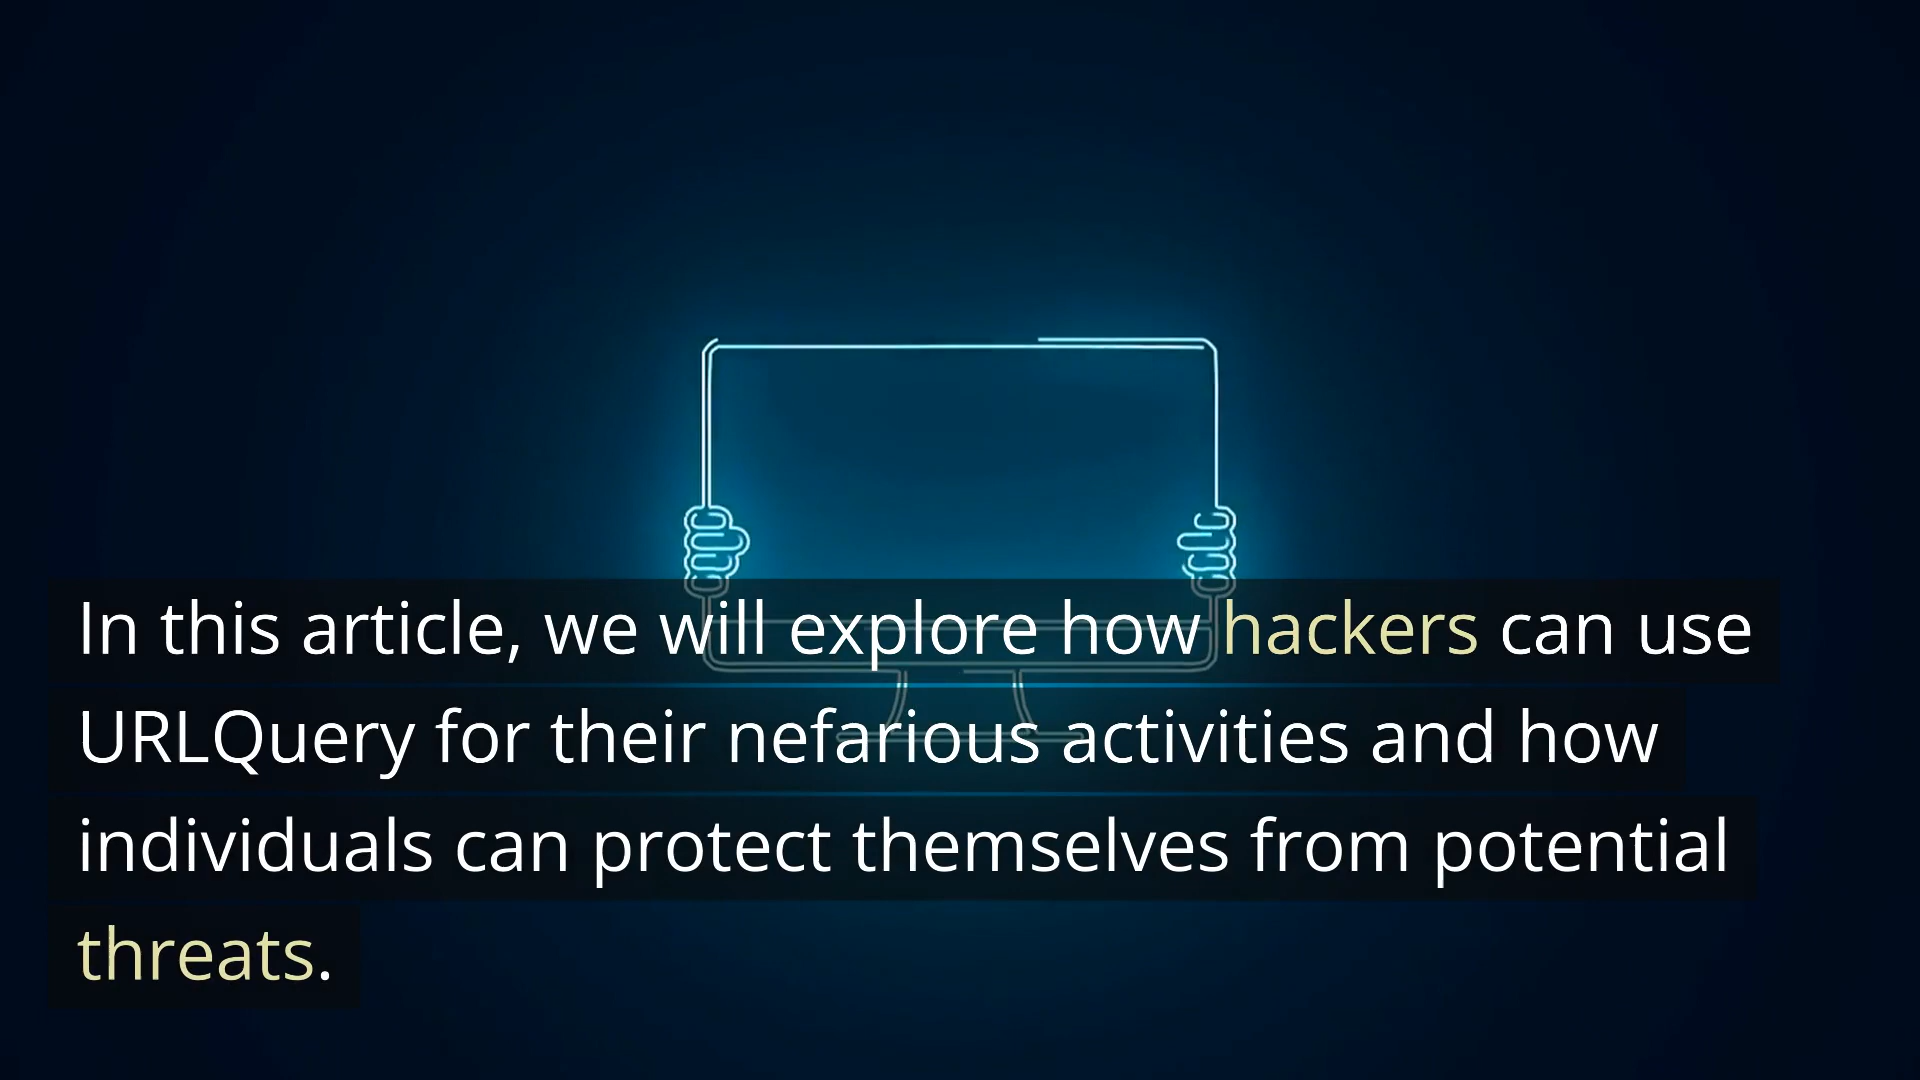 In this article, we will explore how hackers can use
URLQuery for their nefarious activities and how
individuals can protect themselves from potential
threats.